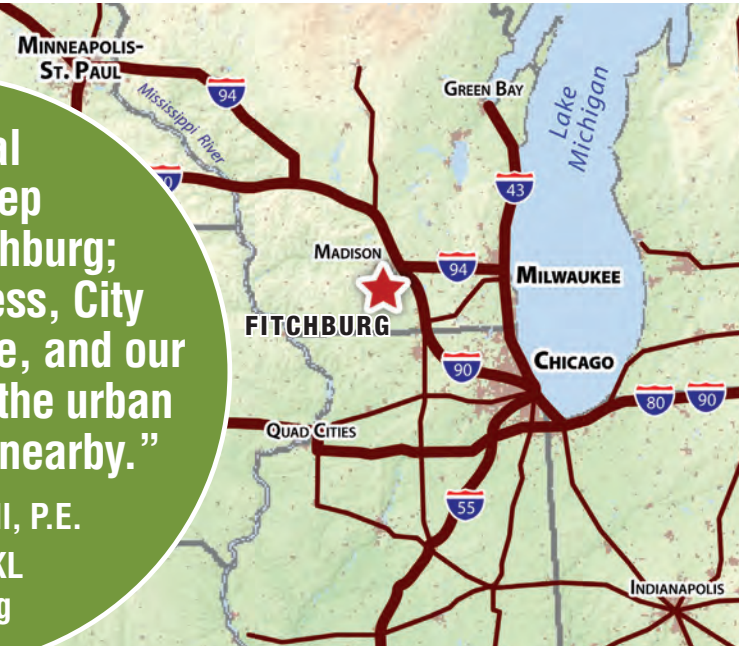 MINNEAPOLIS-
ST. PAUL
94
Mississippi River
GREEN BAY
Lake
Michigan
43
MADISON
94
MILWAUKEE
FITCHBURG
90
CHICAGO
80
90
QUAD CITIES
55
INDIANAPOLIS
al
ep
chburg;
ess, City
e, and our
the urban
nearby.”
ll, P.E.
KL
g